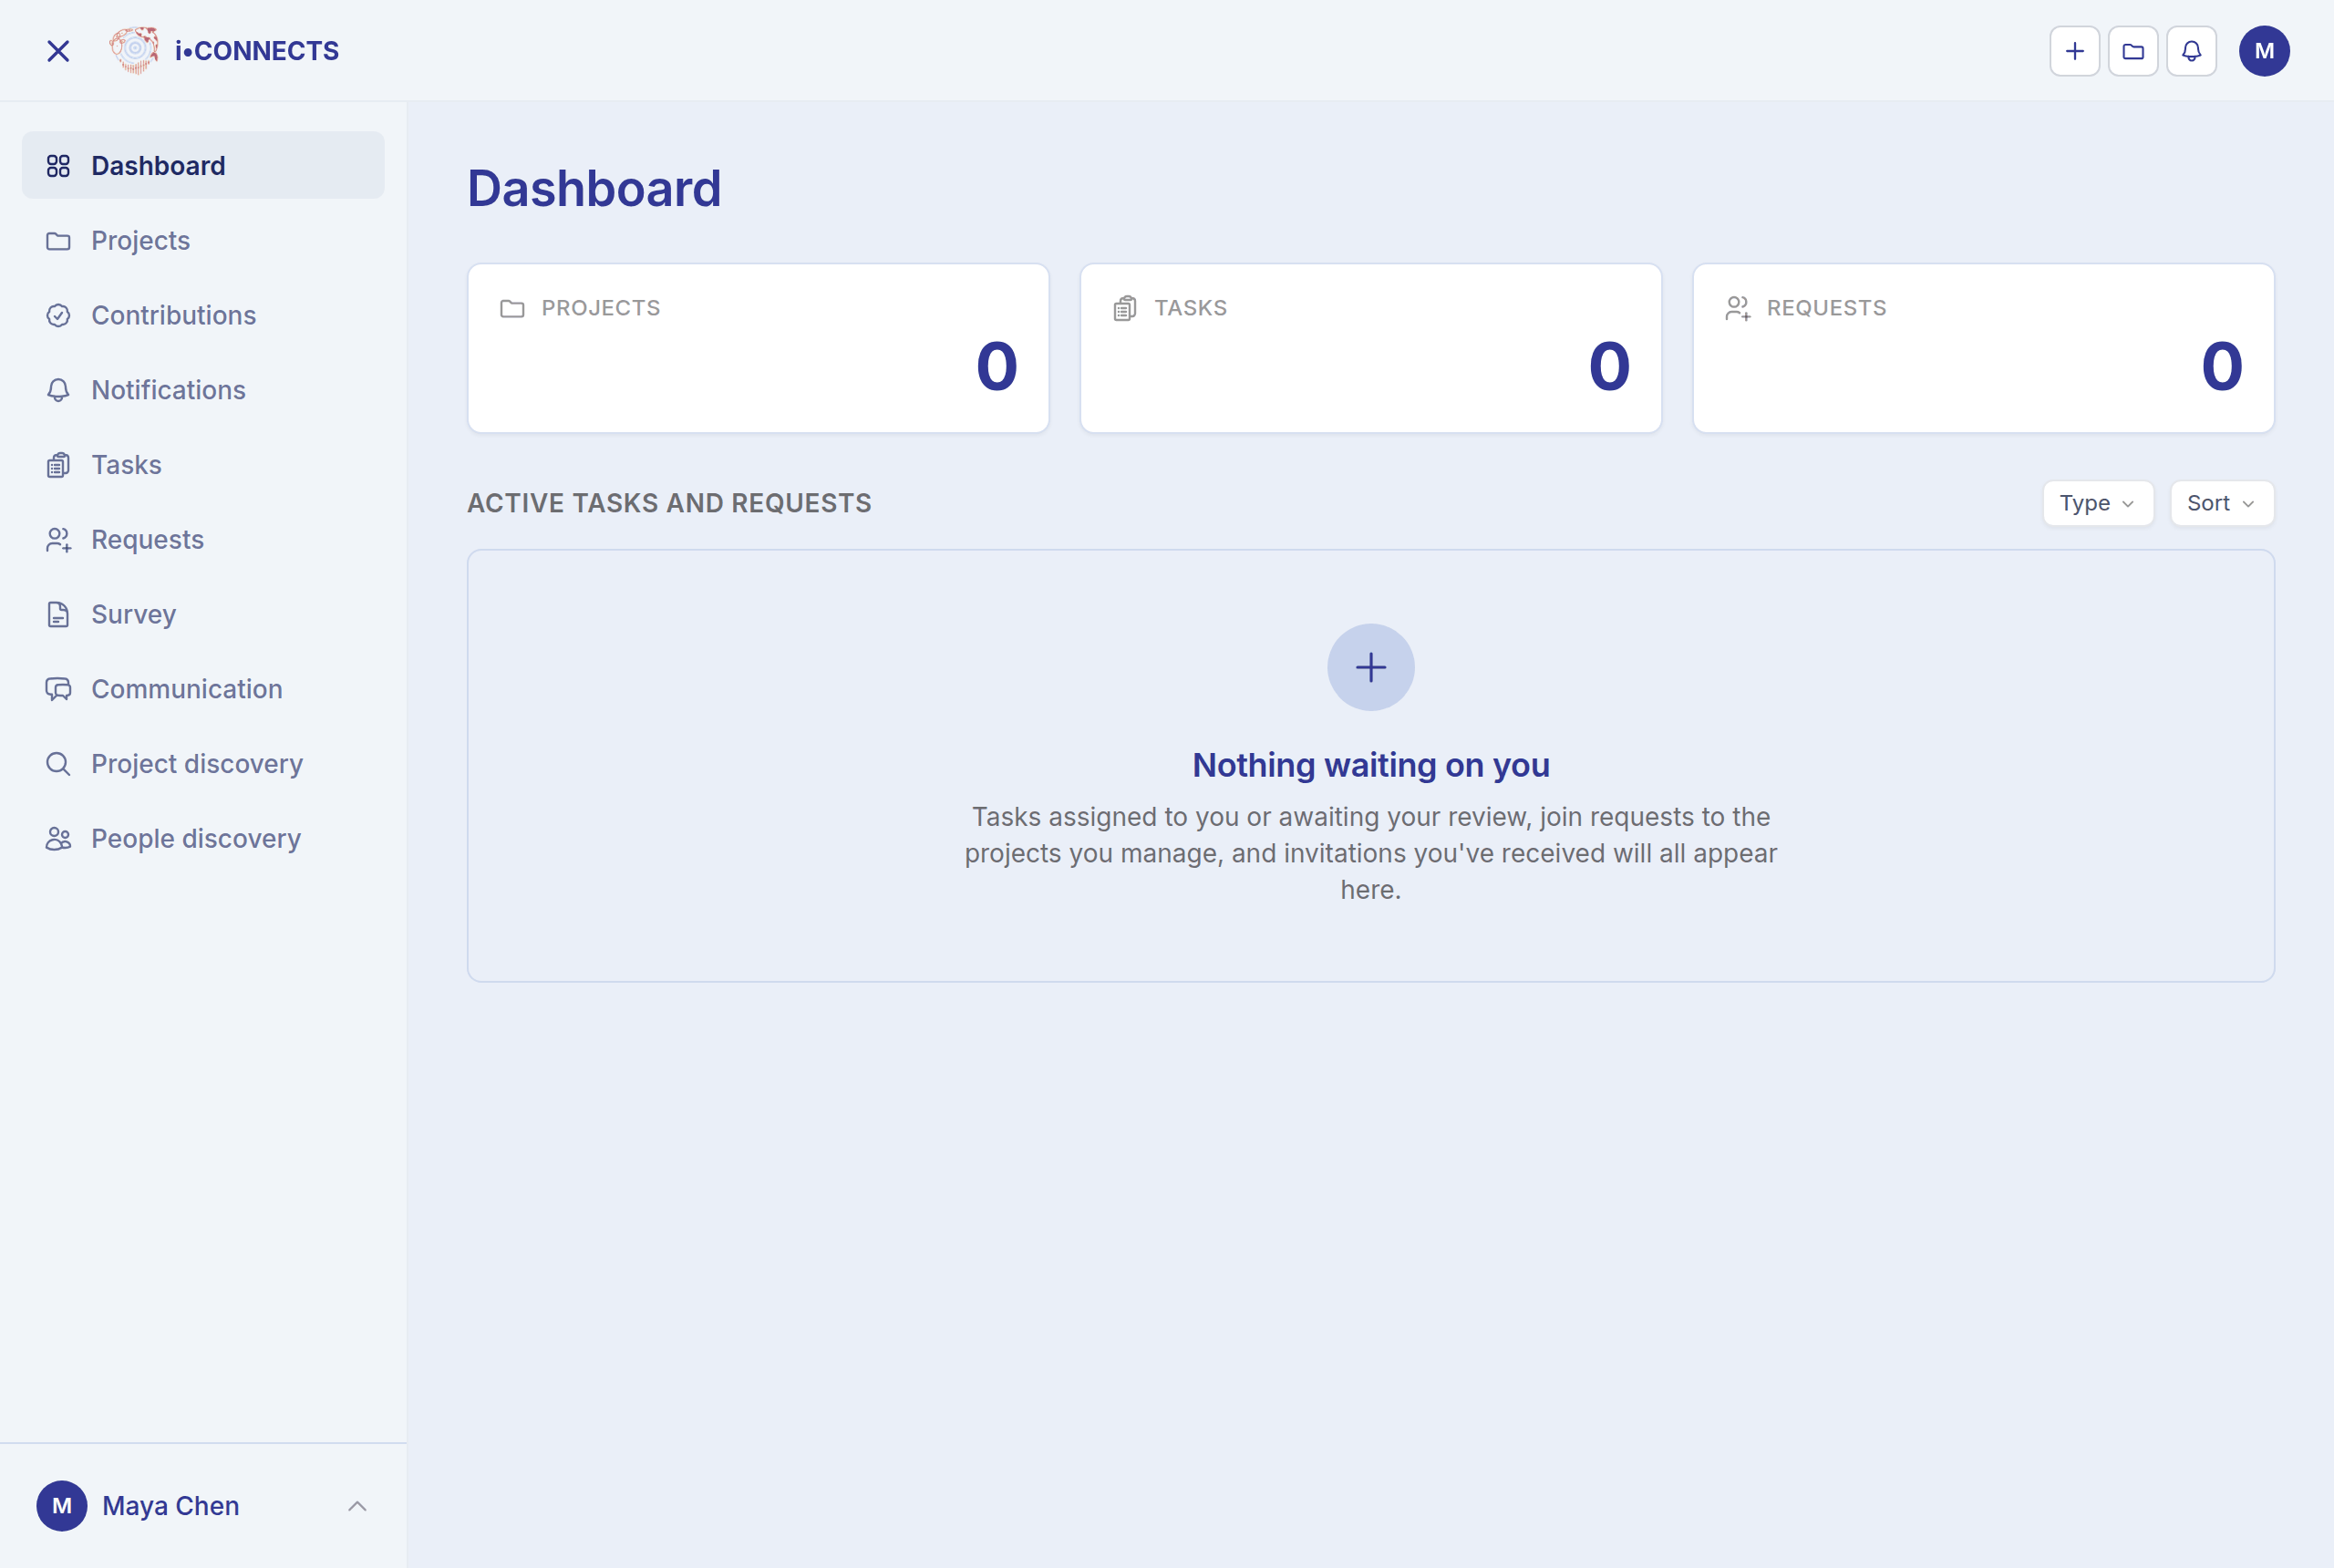 i•CONNECTS
M
Dashboard
Projects
Contributions
Notifications
Tasks
Requests
Survey
Communication
Project discovery
People discovery
Maya Chen
M
Dashboard
PROJECTS
0
TASKS
0
REQUESTS
0
ACTIVE TASKS AND REQUESTS
Type
Sort
Nothing waiting on you
Tasks assigned to you or awaiting your review, join requests to the
projects you manage, and invitations you've received will all appear
here.